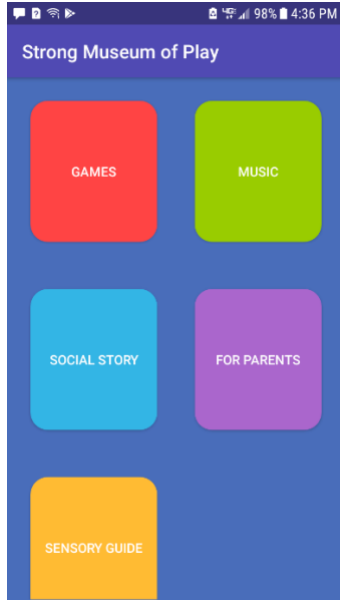 98% 4:36 PM
Strong Museum of Play
GAMES
MUSIC
SOCIAL STORY
FOR PARENTS
SENSORY GUIDE